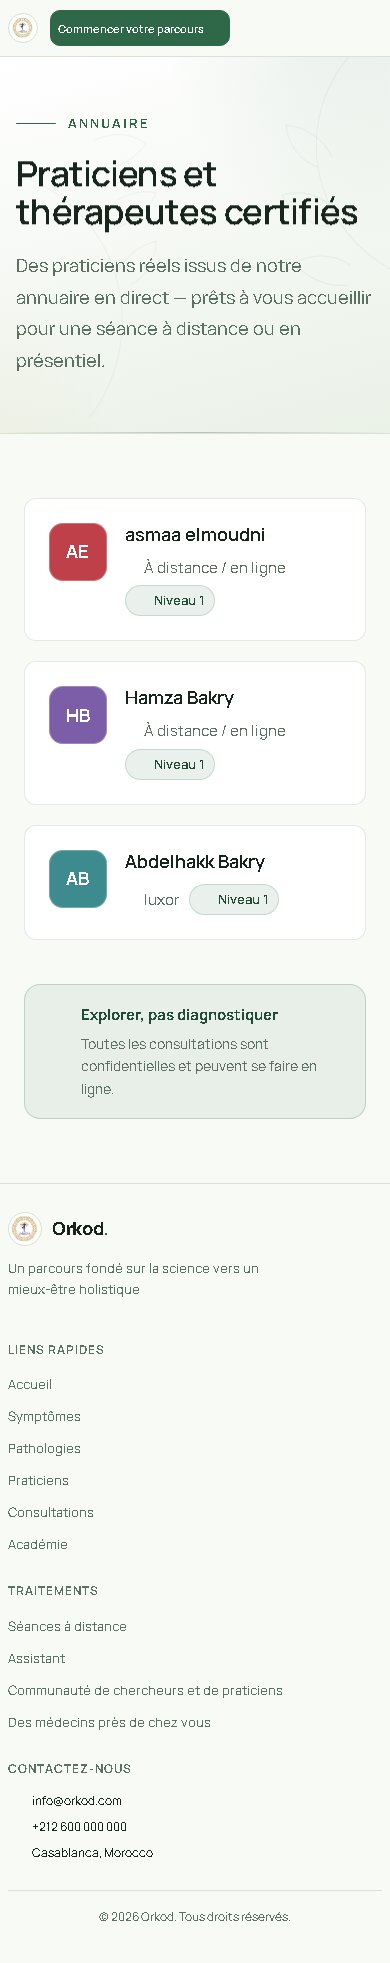 Commencer votre parcours
ANNUAIRE
Praticiens et
thérapeutes certifiés
Des praticiens réels issus de notre
annuaire en direct — prêts à vous accueillir
pour une séance à distance ou en
présentiel.
AE
asmaa elmoudni
À distance / en ligne
Niveau 1
HB
Hamza Bakry
À distance / en ligne
Niveau 1
AB
Abdelhakk Bakry
luxor
Niveau 1
Explorer, pas diagnostiquer
Toutes les consultations sont
confidentielles et peuvent se faire en
ligne.
Orkod.
Un parcours fondé sur la science vers un
mieux-être holistique
LIENS RAPIDES
Accueil
Symptômes
Pathologies
Praticiens
Consultations
Académie
TRAITEMENTS
Séances à distance
Assistant
Communauté de chercheurs et de praticiens
Des médecins près de chez vous
CONTACTEZ-NOUS
info@orkod.com
+212 600 000 000
Casablanca, Morocco
© 2026 Orkod. Tous droits réservés.